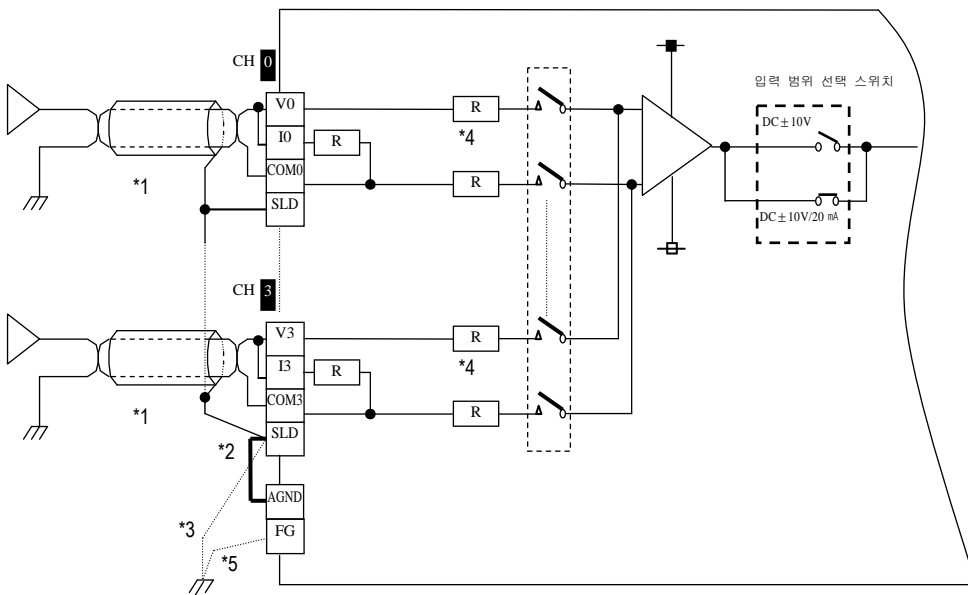 CH 0
V0
I0
COM0
SLD
R
R
*4
R
*1
입력 범위 선택 스위치
DC±10V
DC±10V/20 ㎃
CH 3
V3
I3
COM3
SLD
R
R
*4
R
*1
*2
AGND
FG
*3
*5